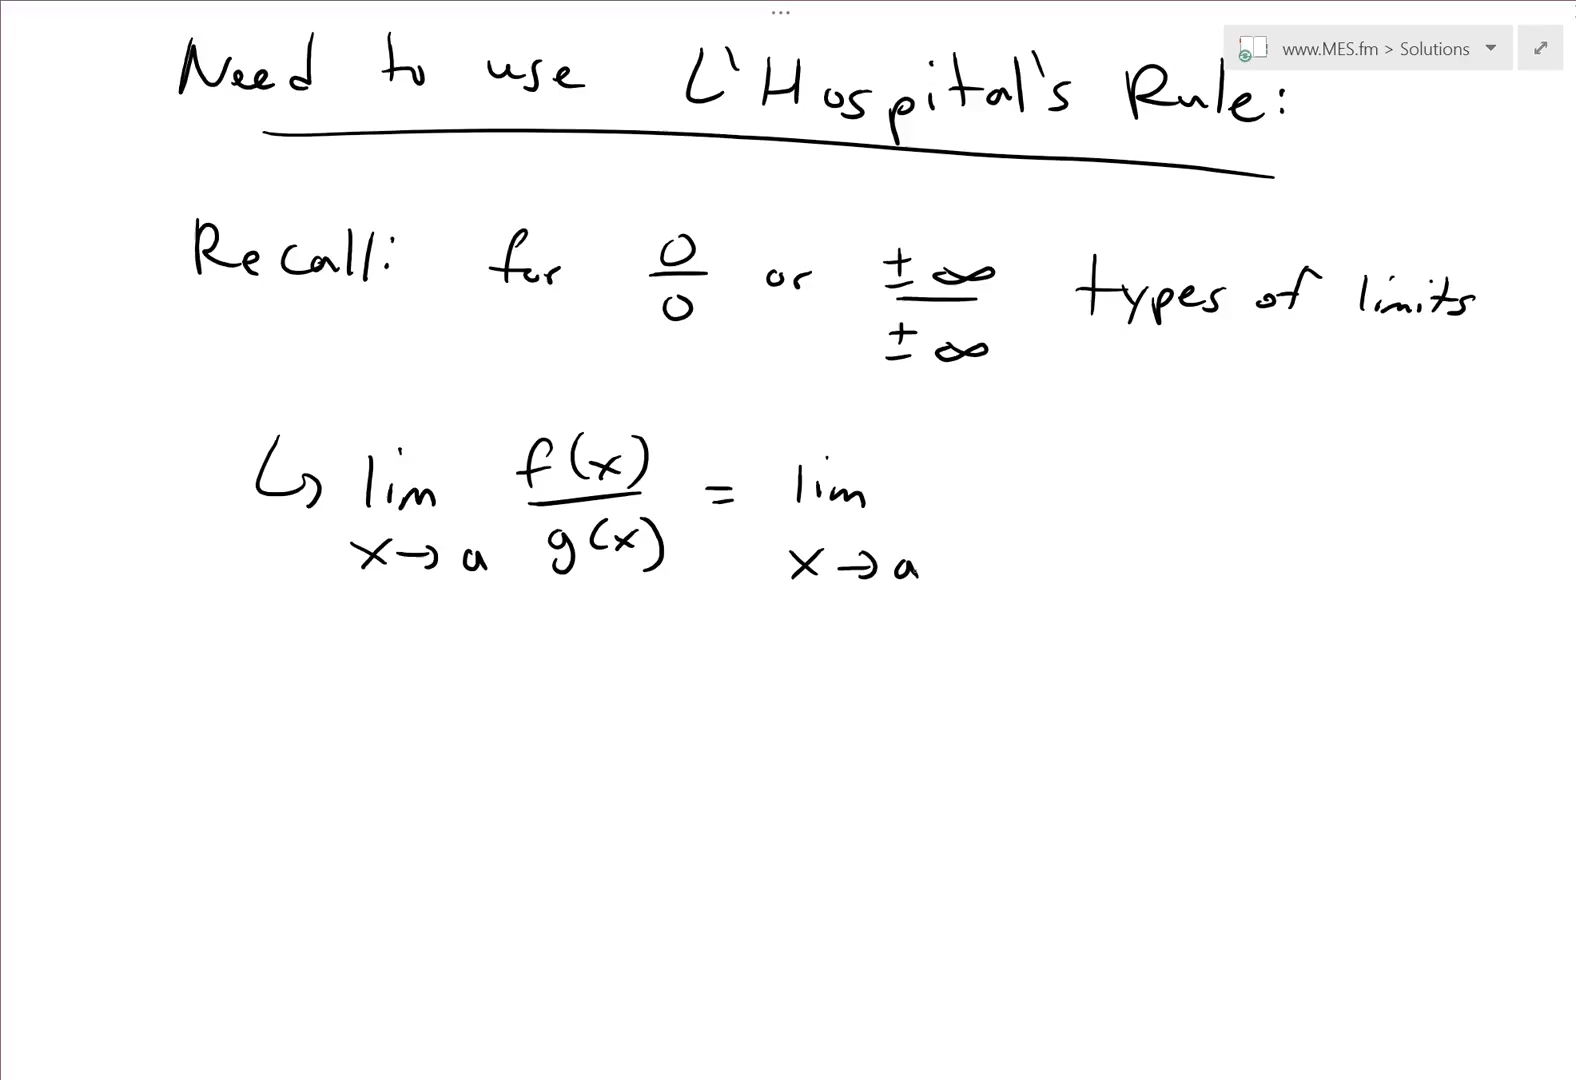 ...
www.MES.fm > Solutions
Need to use L'Hospital's Rule:
Recall: for 0/0 or ±∞/±∞ types of limits
↳ lim x→a f(x)/g(x) = lim x→a